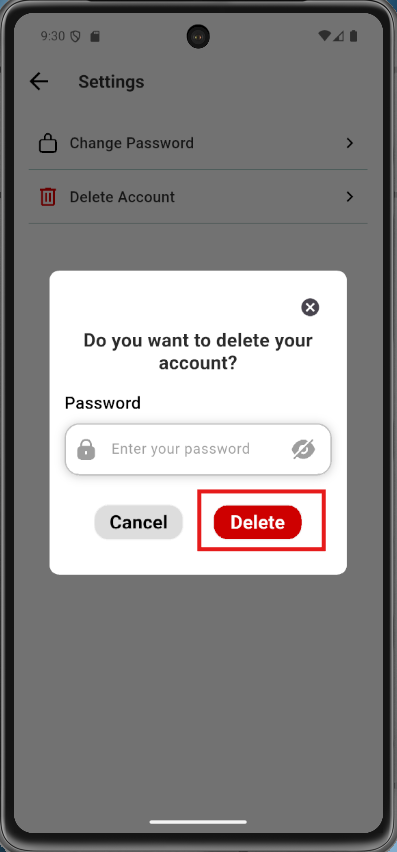 9:30
Settings
Change Password
Delete Account
Do you want to delete your
account?
Password
Enter your password
Cancel
Delete